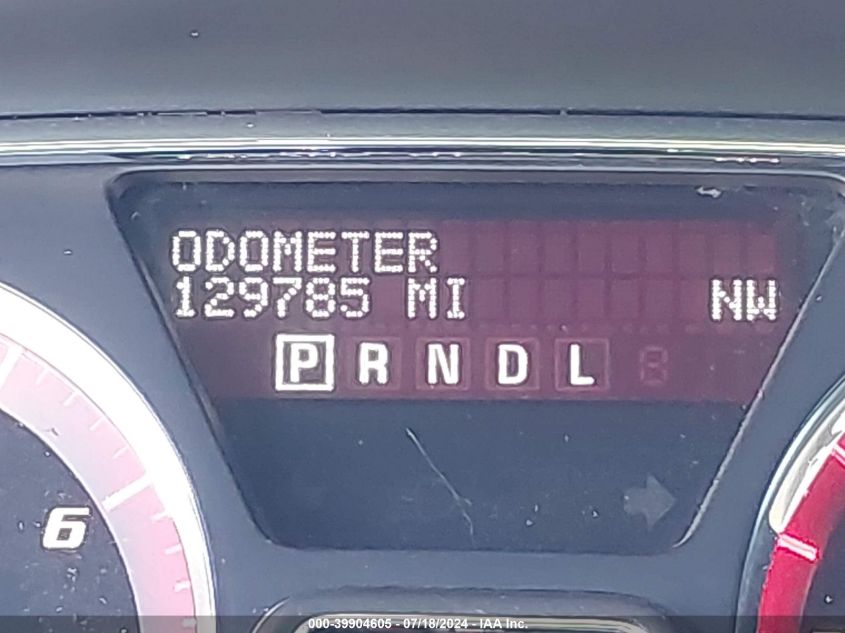 ODOMETER
129785 MI NW
P R N D L
6
000-39904605 - 07/18/2024 - IAA Inc.